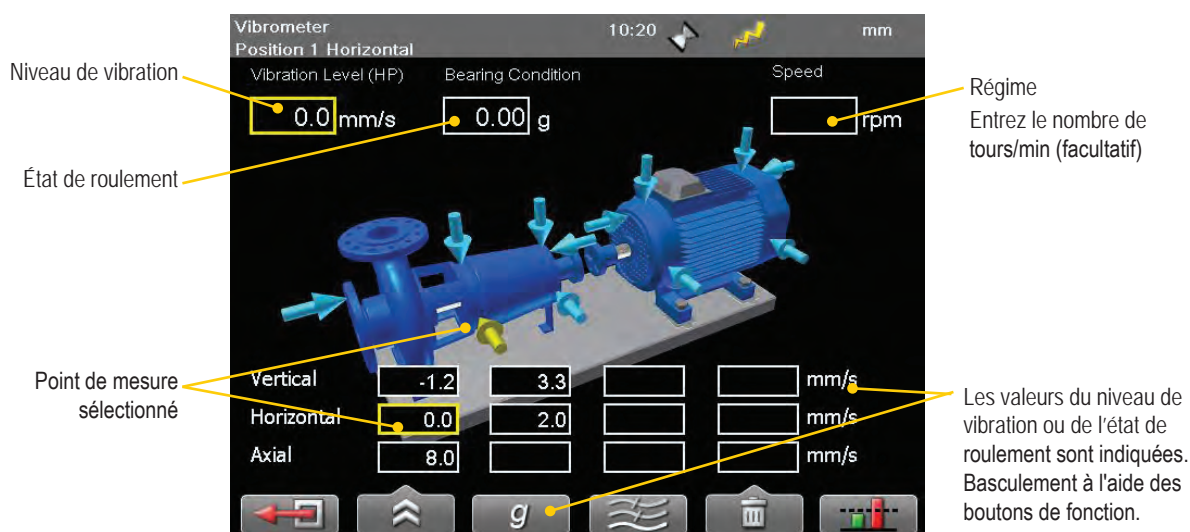 Vibrometer
Position 1 Horizontal
10:20
mm
Vibration Level (HP)
Bearing Condition
Speed
0.0 mm/s
0.00 g
rpm
Niveau de vibration
État de roulement
Régime
Entrez le nombre de
tours/min (facultatif)
Point de mesure
sélectionné
Vertical -1.2 3.3 mm/s
Horizontal 0.0 2.0 mm/s
Axial 8.0 mm/s
g
Les valeurs du niveau de
vibration ou de l'état de
roulement sont indiquées.
Basculement à l'aide des
boutons de fonction.